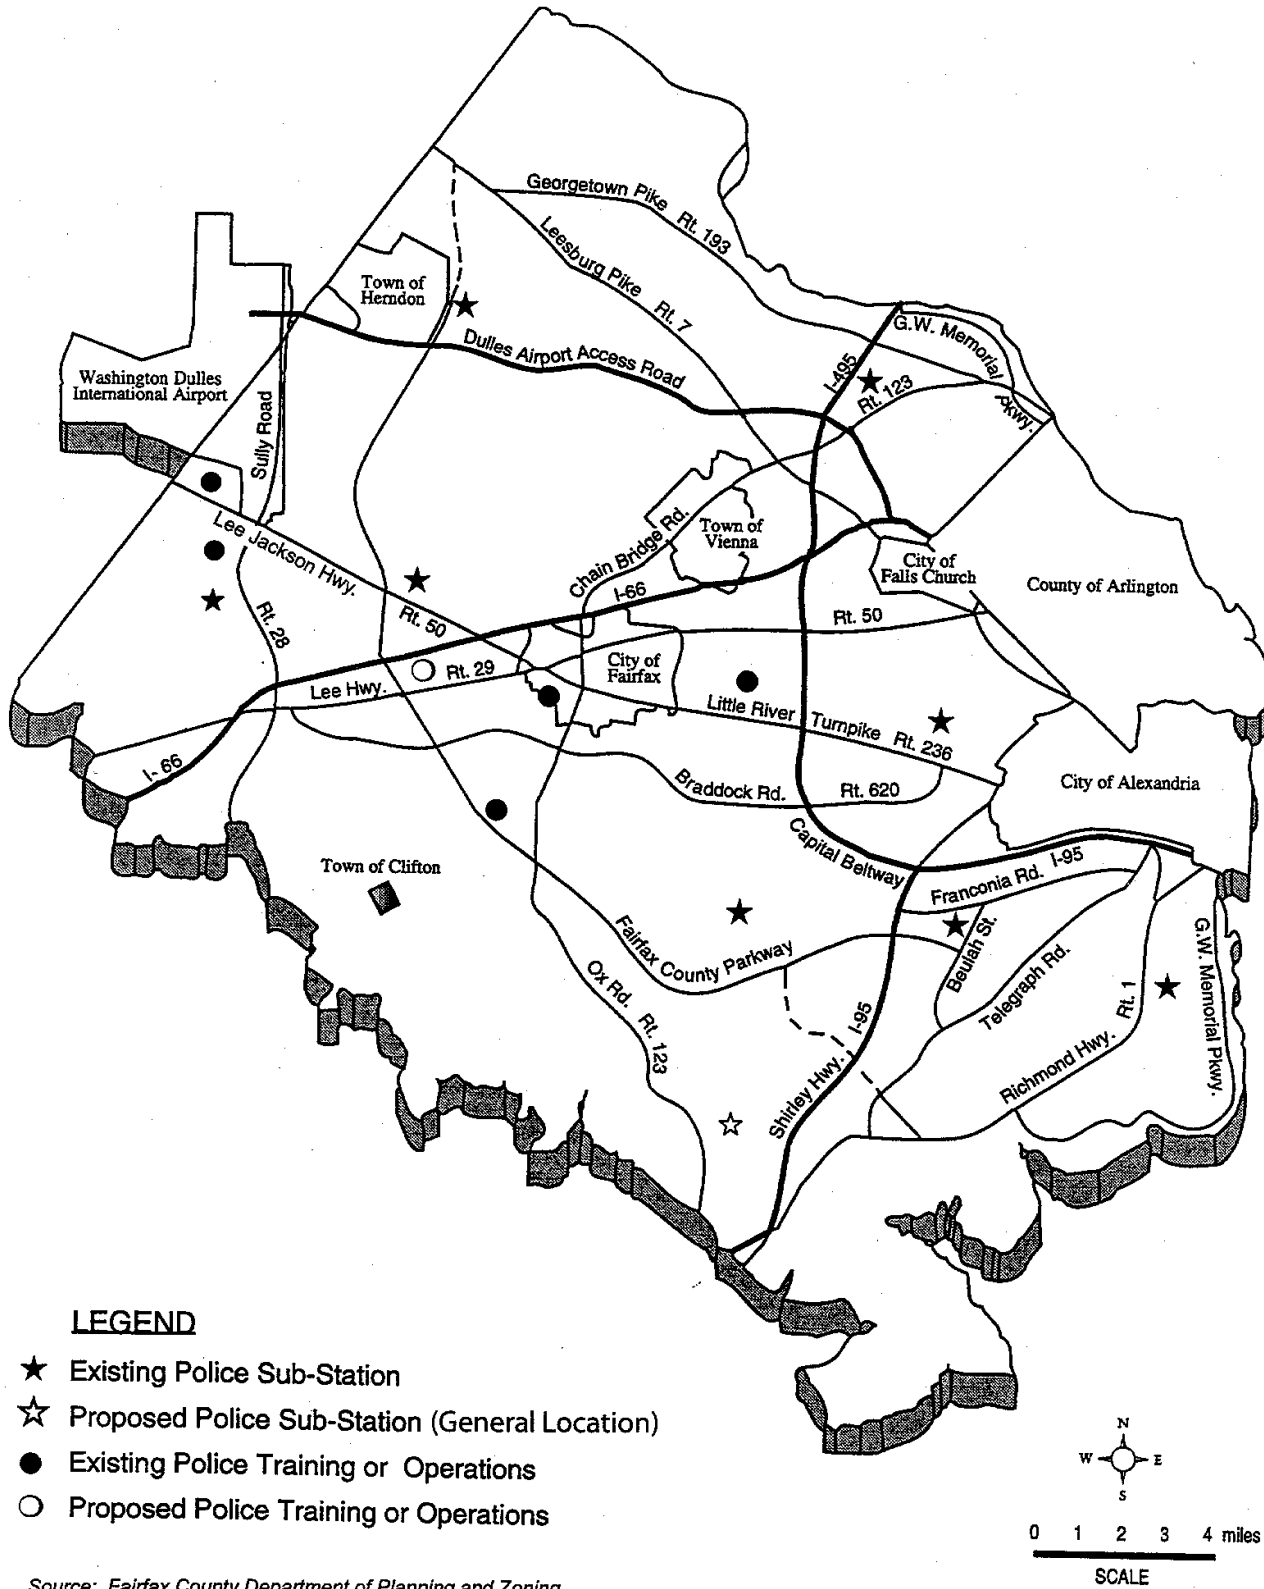 Georgetown Pike Rt. 193
Leesburg Pike Rt. 7
Town of
Herndon
Dulles Airport Access Road
G.W. Memorial
Pkwy.
I-495
Rt. 123
Washington Dulles
International Airport
Sully Road
Lee Jackson Hwy.
Rt. 50
Chain Bridge Rd.
Town of
Vienna
I-66
City of
Falls Church
County of Arlington
Rt. 50
Rt. 28
City of
Fairfax
Lee Hwy.
Rt. 29
Little River Turnpike Rt. 236
I-66
Braddock Rd.
Rt. 620
City of Alexandria
Capital Beltway
Town of Clifton
Franconia Rd.
I-95
Fairfax County Parkway
Beulah St.
Telegraph Rd.
G.W. Memorial Pkwy.
Ox Rd. Rt. 123
Shirley Hwy. I-95
Richmond Hwy. Rt. 1
LEGEND
Existing Police Sub-Station
Proposed Police Sub-Station (General Location)
Existing Police Training or Operations
Proposed Police Training or Operations
N
W E
S
0 1 2 3 4 miles
SCALE
Source: Fairfax County Department of Planning and Zoning